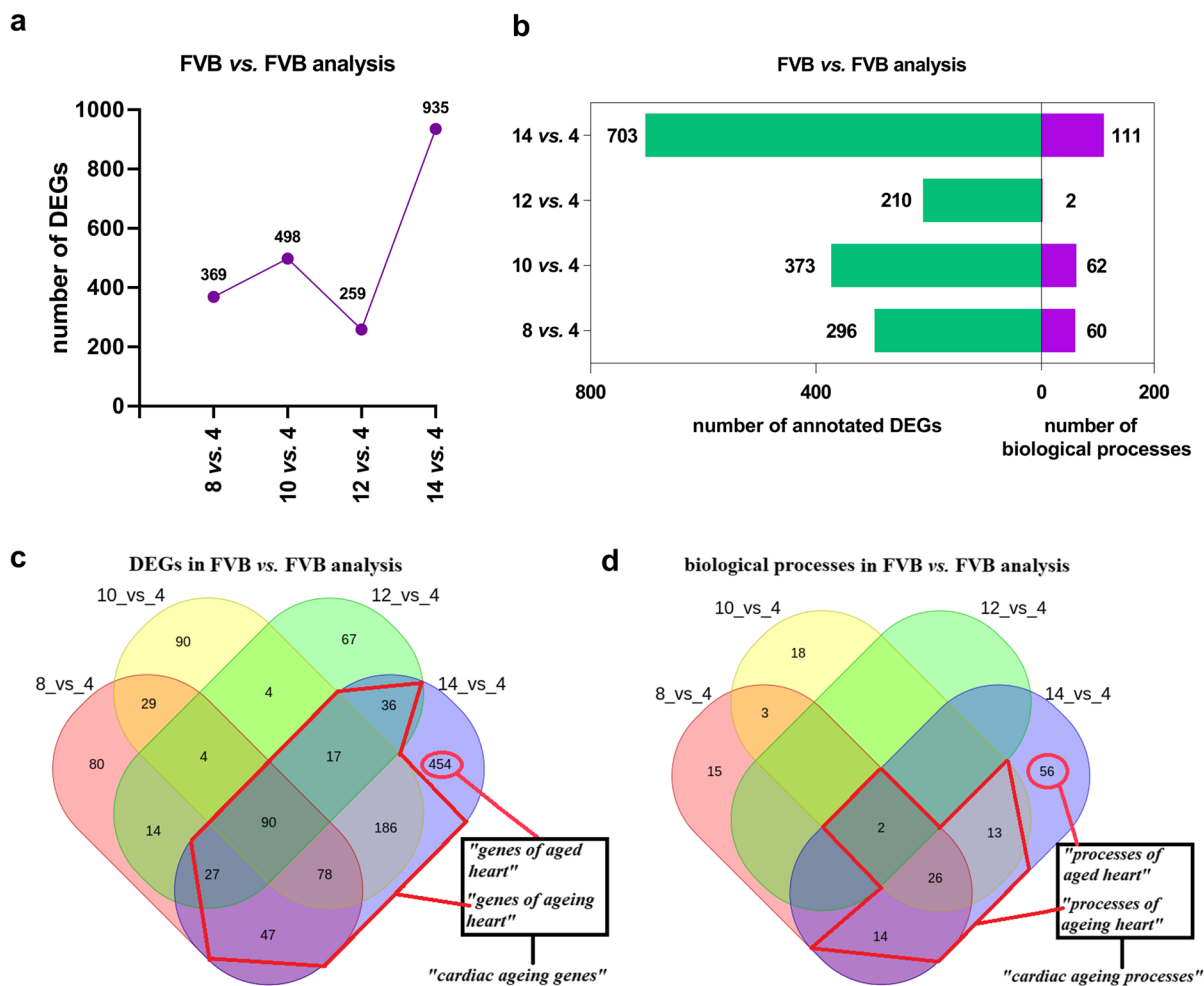 a
FVB vs. FVB analysis
number of DEGs
1000
800
600
400
200
0
369
498
259
935
8 vs. 4
10 vs. 4
12 vs. 4
14 vs. 4
b
FVB vs. FVB analysis
14 vs. 4
703
111
12 vs. 4
210
2
10 vs. 4
373
62
8 vs. 4
296
60
800
400
0
200
number of annotated DEGs
number of
biological processes
c
DEGs in FVB vs. FVB analysis
10_vs_4
12_vs_4
8_vs_4
14_vs_4
90
67
29
4
36
80
4
17
454
14
90
186
27
78
47
"genes of aged
heart"
"genes of ageing
heart"
"cardiac ageing genes"
d
biological processes in FVB vs. FVB analysis
10_vs_4
12_vs_4
8_vs_4
14_vs_4
18
3
15
56
2
13
26
14
"processes of
aged heart"
"processes of
ageing heart"
"cardiac ageing processes"